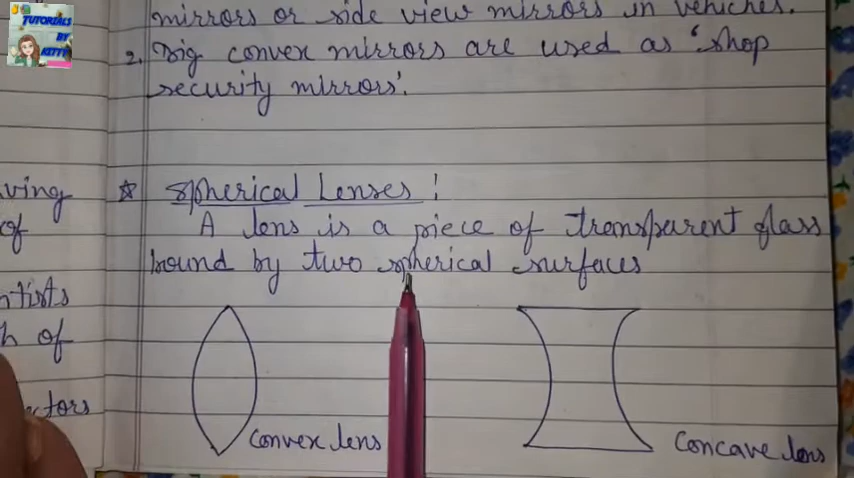 TUTORIALS
BY
KITTY
mirrors or side view mirrors in vehicles.
2. Big convex mirrors are used as 'shop
security mirrors'.
ving
of
☆ Spherical Lenses :
A lens is a piece of transparent glass
bound by two spherical surfaces
ntists
of
ctors
Convex lens
Concave lens